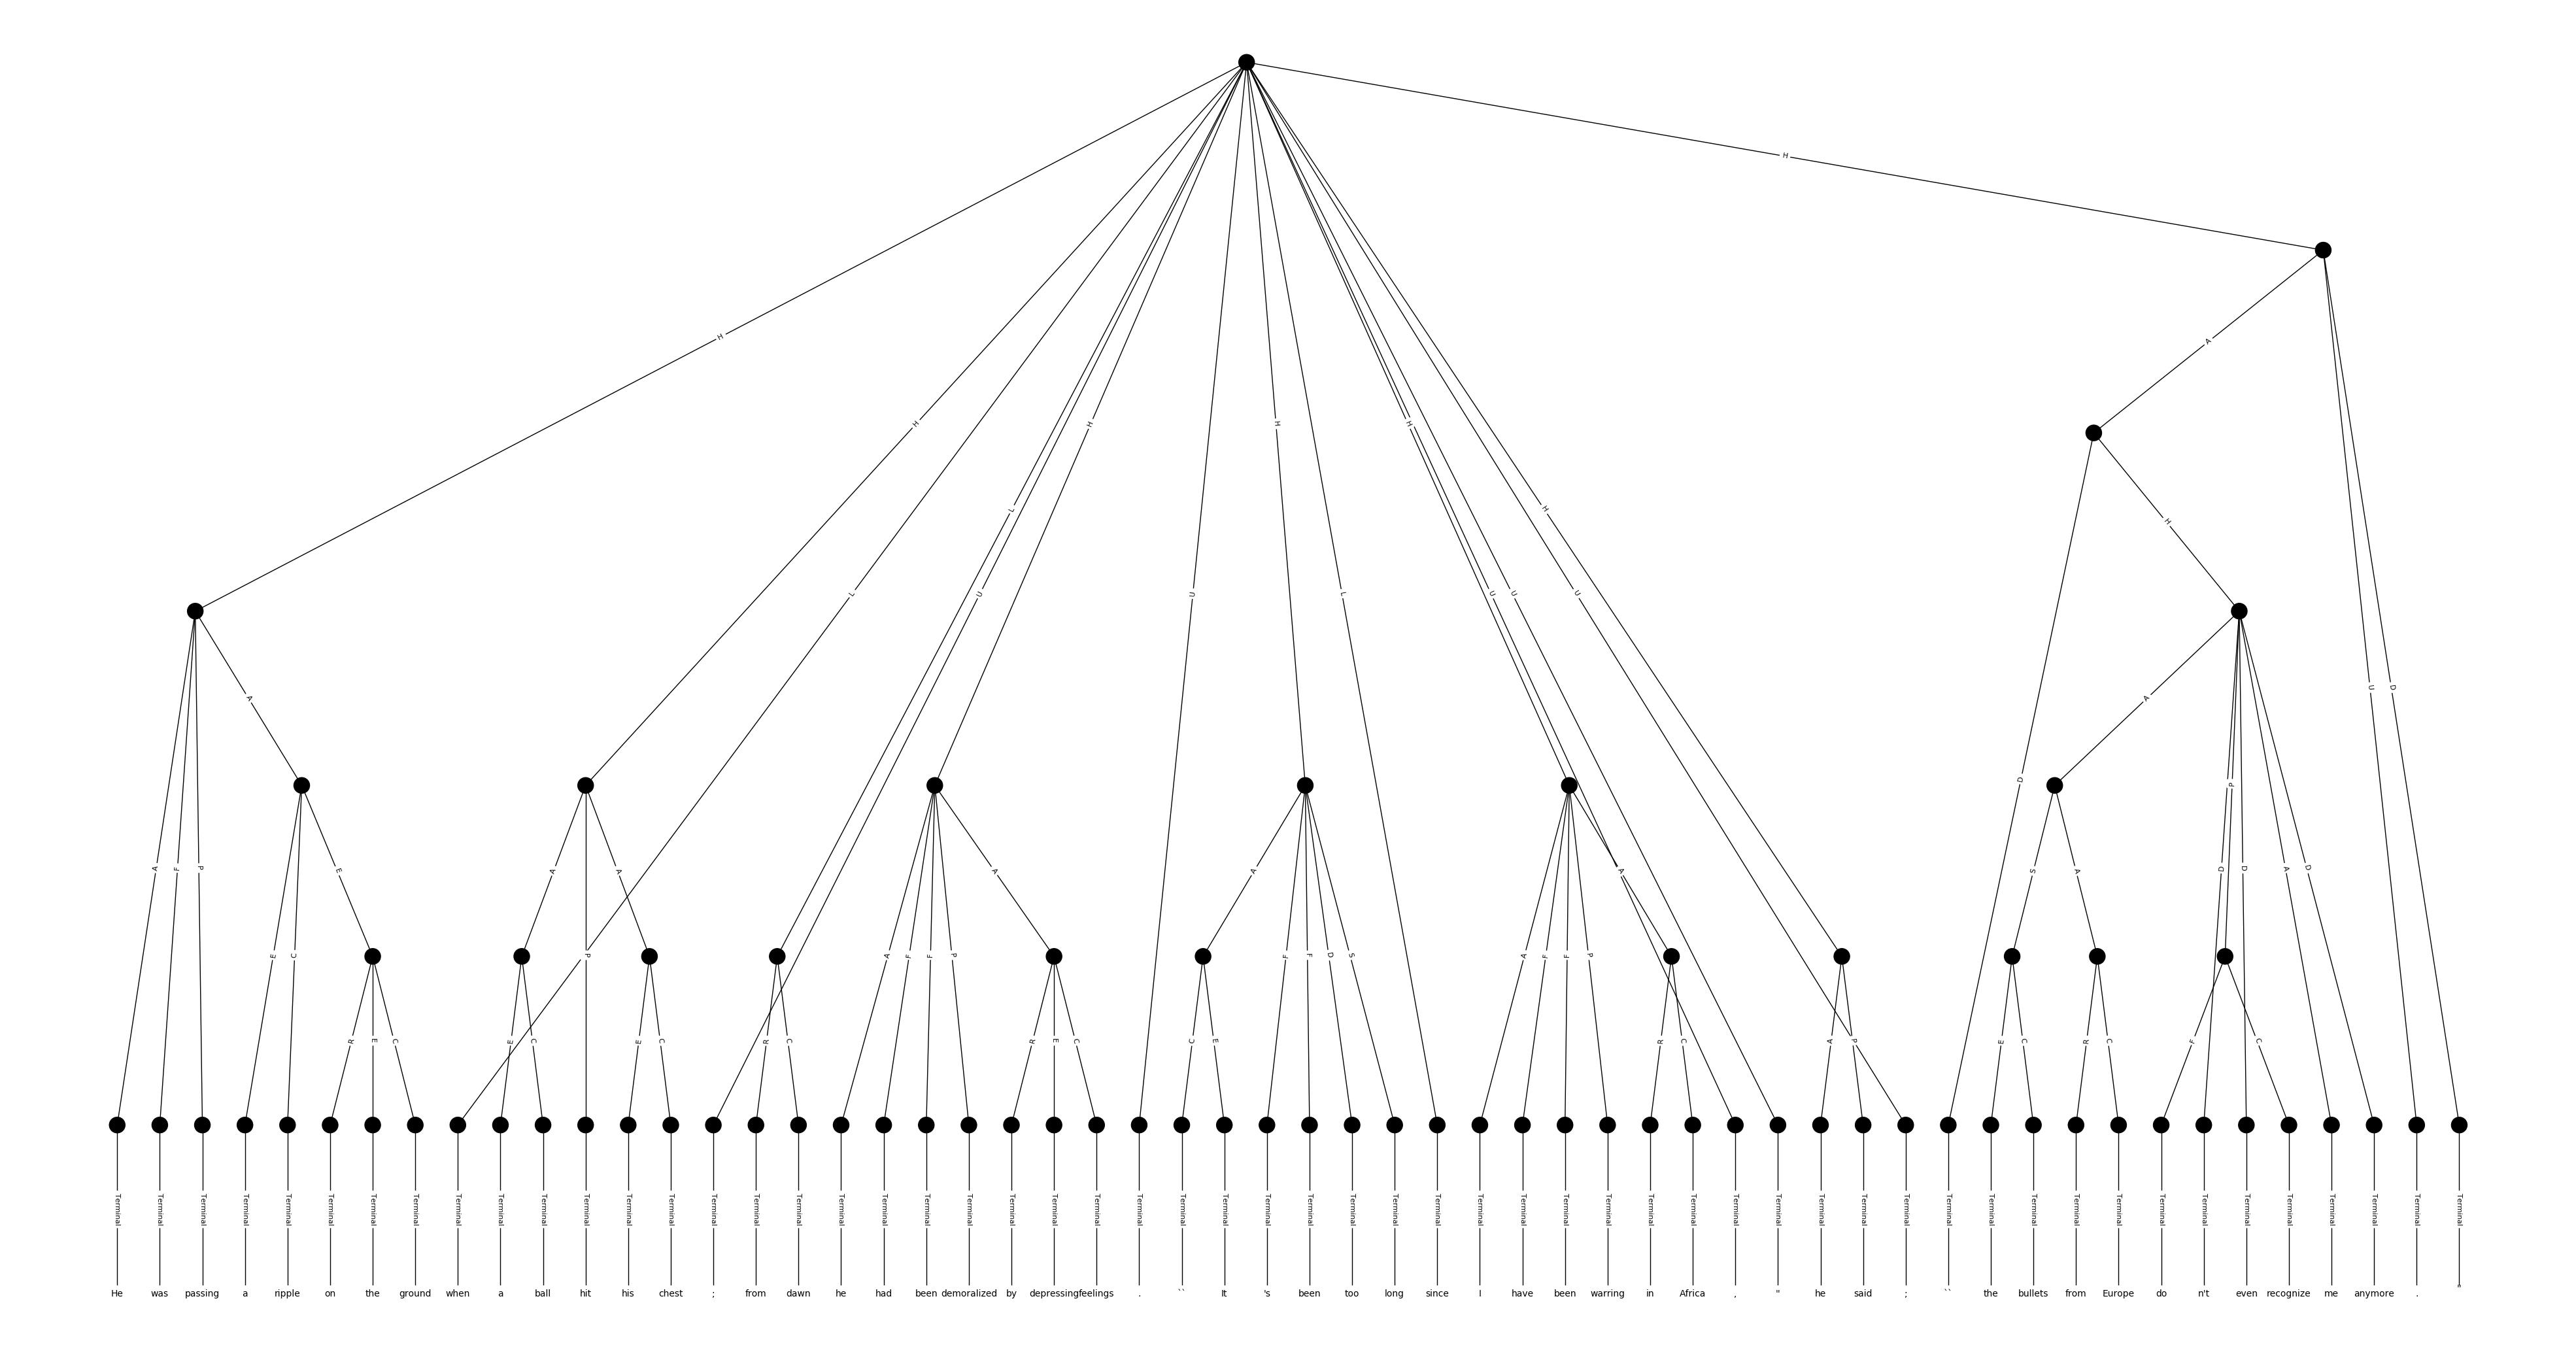 H
H
A
H
H
H
H
H
L
H
H
L
U
L
U
U
L
U
U
U
U
D
A
A
A
P
D
A
F
P
E
A
A
A
A
A
S
A
D
D
A
D
E
C
P
A
F
F
P
F
F
D
S
A
F
F
P
R
E
C
E
C
E
C
R
C
R
E
C
C
E
R
C
A
P
E
C
R
C
F
C
Terminal Terminal Terminal Terminal Terminal Terminal Terminal Terminal Terminal Terminal Terminal Terminal Terminal Terminal Terminal Terminal Terminal Terminal Terminal Terminal Terminal Terminal Terminal Terminal Terminal Terminal Terminal Terminal Terminal Terminal Terminal Terminal Terminal Terminal Terminal Terminal Terminal Terminal Terminal Terminal Terminal Terminal Terminal Terminal Terminal Terminal Terminal Terminal Terminal Terminal Terminal Terminal Terminal Terminal Terminal Terminal
He was passing a ripple on the ground when a ball hit his chest ; from dawn he had been demoralized by depressing feelings . `` It 's been too long since I have been warring in Africa , " he said ; `` the bullets from Europe do n't even recognize me anymore . "